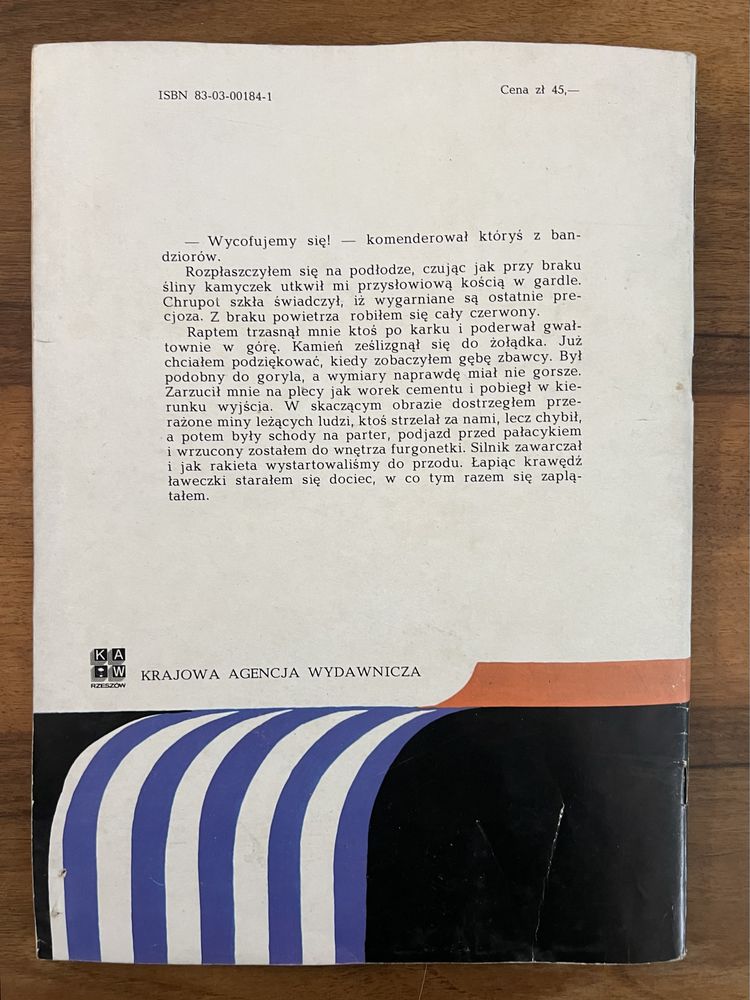 ISBN 83-03-00184-1
Cena zł 45,—
— Wycofujemy się! — komenderował któryś z ban-
dziorów.
Rozpłaszczyłem się na podłodze, czując jak przy braku
śliny kamyczek utkwił mi przysłowiową kością w gardle.
Chrupot szkła świadczył, iż wygarniane są ostatnie pre-
cjoza. Z braku powietrza robiłem się cały czerwony.
Raptem trzasnął mnie ktoś po karku i poderwał gwał-
townie w górę. Kamień ześlizgnął się do żołądka. Już
chciałem podziękować, kiedy zobaczyłem gębę zbawcy. Był
podobny do goryla, a wymiary naprawdę miał nie gorsze.
Zarzucił mnie na plecy jak worek cementu i pobiegł w kie-
runku wyjścia. W skaczącym obrazie dostrzegłem prze-
rażone miny leżących ludzi, ktoś strzelał za nami, lecz chybił,
a potem były schody na parter, podjazd przed pałacykiem
i wrzucony zostałem do wnętrza furgonetki. Silnik zawarczał
i jak rakieta wystartowaliśmy do przodu. Łapiąc krawędź
ławeczki starałem się dociec, w co tym razem się zaplą-
tałem.
K A
W
RZESZÓW
KRAJOWA AGENCJA WYDAWNICZA